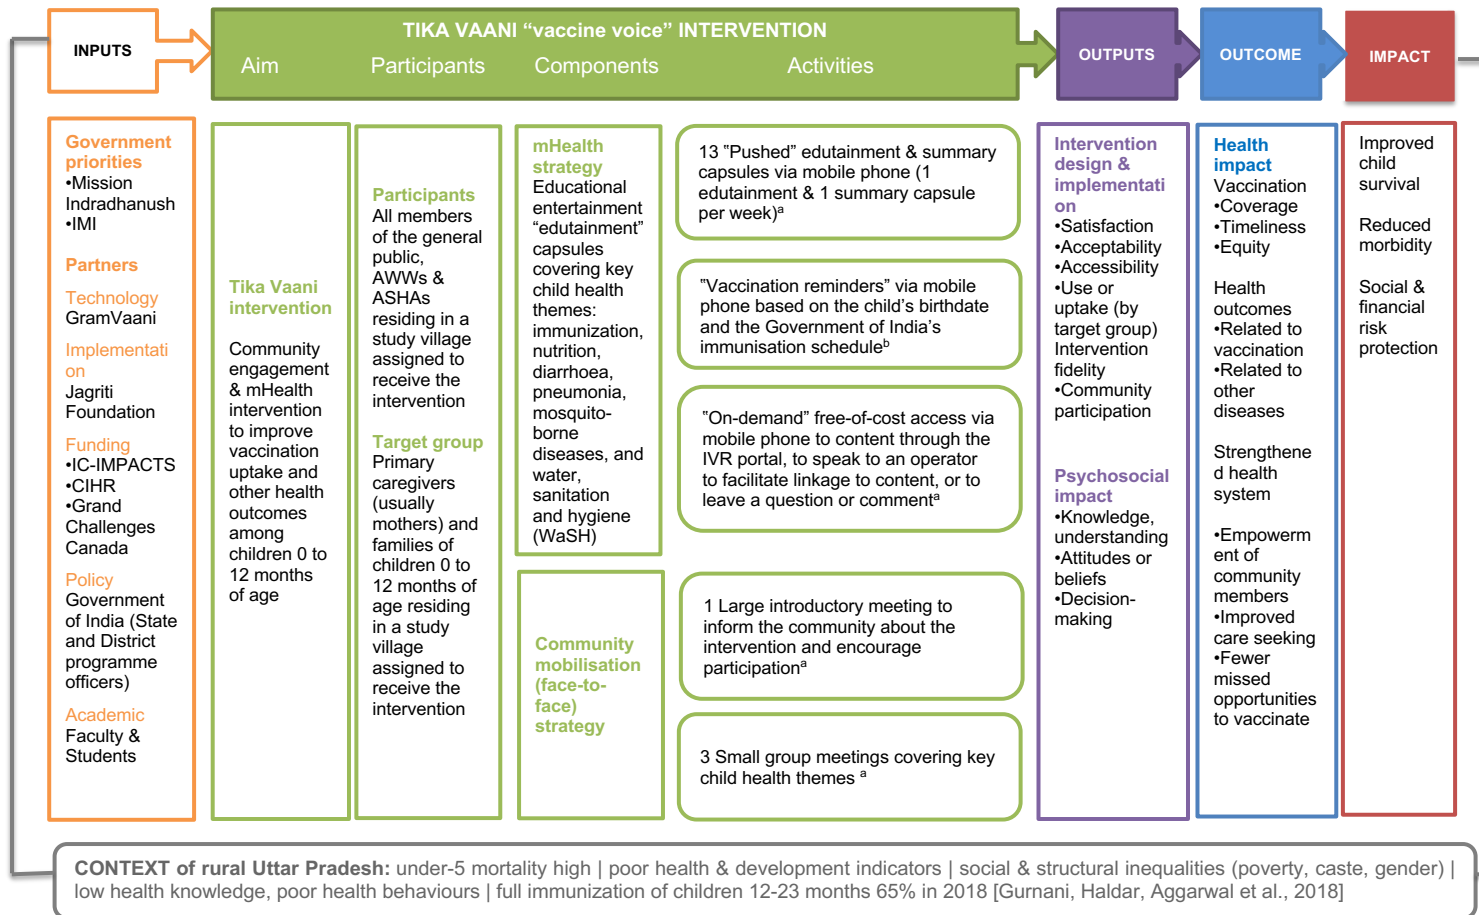 INPUTS
TIKA VAANI “vaccine voice” INTERVENTION
Aim
Participants
Components
Activities
OUTPUTS
OUTCOME
IMPACT
Government
priorities
•Mission
Indradhanush
•IMI
Partners
Technology
GramVaani
Implementati
on
Jagriti
Foundation
Funding
•IC-IMPACTS
•CIHR
•Grand
Challenges
Canada
Policy
Government
of India (State
and District
programme
officers)
Academic
Faculty &
Students
Tika Vaani
intervention
Community
engagement
& mHealth
intervention
to improve
vaccination
uptake and
other health
outcomes
among
children 0 to
12 months
of age
Participants
All members
of the general
public,
AWWs &
ASHAs
residing in a
study village
assigned to
receive the
intervention
Target group
Primary
caregivers
(usually
mothers) and
families of
children 0 to
12 months of
age residing
in a study
village
assigned to
receive the
intervention
mHealth
strategy
Educational
entertainment
“edutainment”
capsules
covering key
child health
themes:
immunization,
nutrition,
diarrhoea,
pneumonia,
mosquito-
borne
diseases, and
water,
sanitation
and hygiene
(WaSH)
Community
mobilisation
(face-to-
face)
strategy
13 "Pushed” edutainment & summary
capsules via mobile phone (1
edutainment & 1 summary capsule
per week)ᵃ
"Vaccination reminders” via mobile
phone based on the child’s birthdate
and the Government of India’s
immunisation scheduleᵇ
"On-demand” free-of-cost access via
mobile phone to content through the
IVR portal, to speak to an operator
to facilitate linkage to content, or to
leave a question or commentᵃ
1 Large introductory meeting to
inform the community about the
intervention and encourage
participationᵃ
3 Small group meetings covering key
child health themes ᵃ
Intervention
design &
implementati
on
•Satisfaction
•Acceptability
•Accessibility
•Use or
uptake (by
target group)
Intervention
fidelity
•Community
participation
Psychosocial
impact
•Knowledge,
understanding
•Attitudes or
beliefs
•Decision-
making
Health
impact
Vaccination
•Coverage
•Timeliness
•Equity
Health
outcomes
•Related to
vaccination
•Related to
other
diseases
Strengthene
d health
system
•Empowerm
ent of
community
members
•Improved
care seeking
•Fewer
missed
opportunities
to vaccinate
Improved
child
survival
Reduced
morbidity
Social &
financial
risk
protection
CONTEXT of rural Uttar Pradesh: under-5 mortality high | poor health & development indicators | social & structural inequalities (poverty, caste, gender) |
low health knowledge, poor health behaviours | full immunization of children 12-23 months 65% in 2018 [Gurnani, Haldar, Aggarwal et al., 2018]